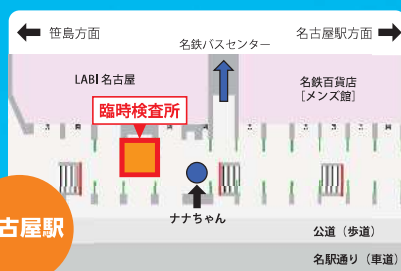 笹島方面
名古屋駅方面
名鉄バスセンター
LABI 名古屋
名鉄百貨店
[メンズ館]
臨時検査所
ナナちゃん
古屋駅
公道（歩道）
名駅通り（車道）